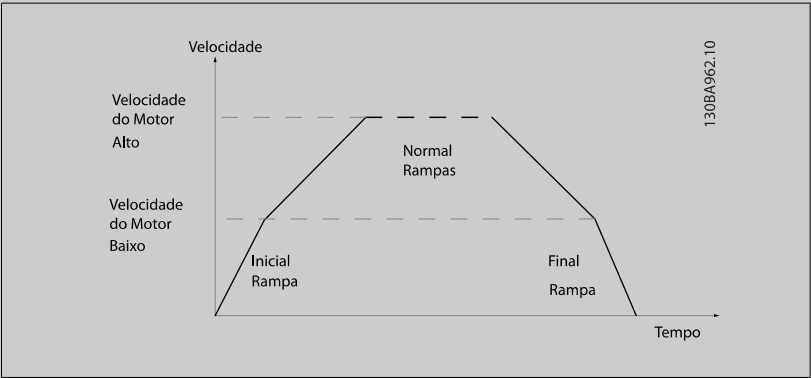 Velocidade
130BA962.10
Velocidade
do Motor
Alto
Normal
Rampas
Velocidade
do Motor
Baixo
Inicial
Rampa
Final
Rampa
Tempo